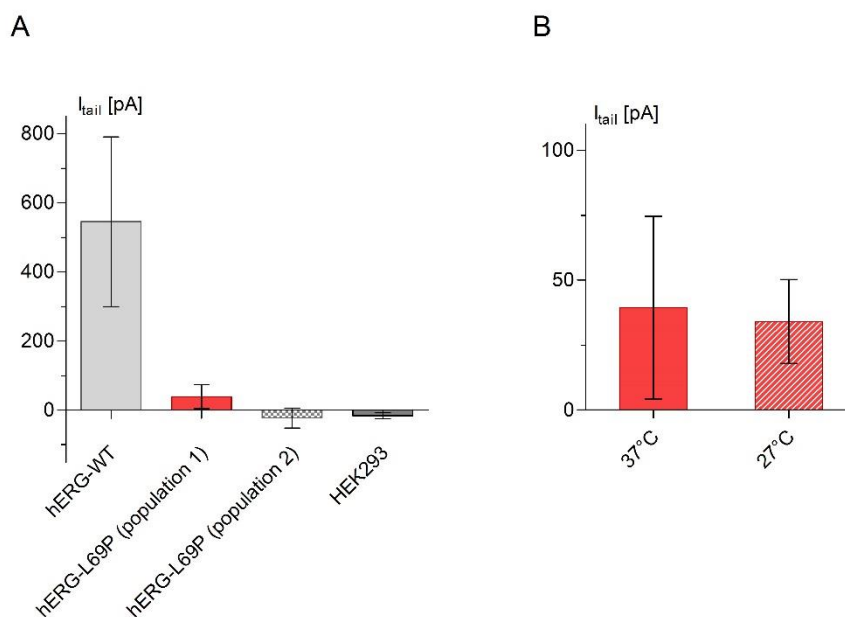 A
I_tail [pA]
800
600
400
200
0
hERG-WT
hERG-L69P (population 1)
hERG-L69P (population 2)
HEK293
B
I_tail [pA]
100
50
0
37°C
27°C